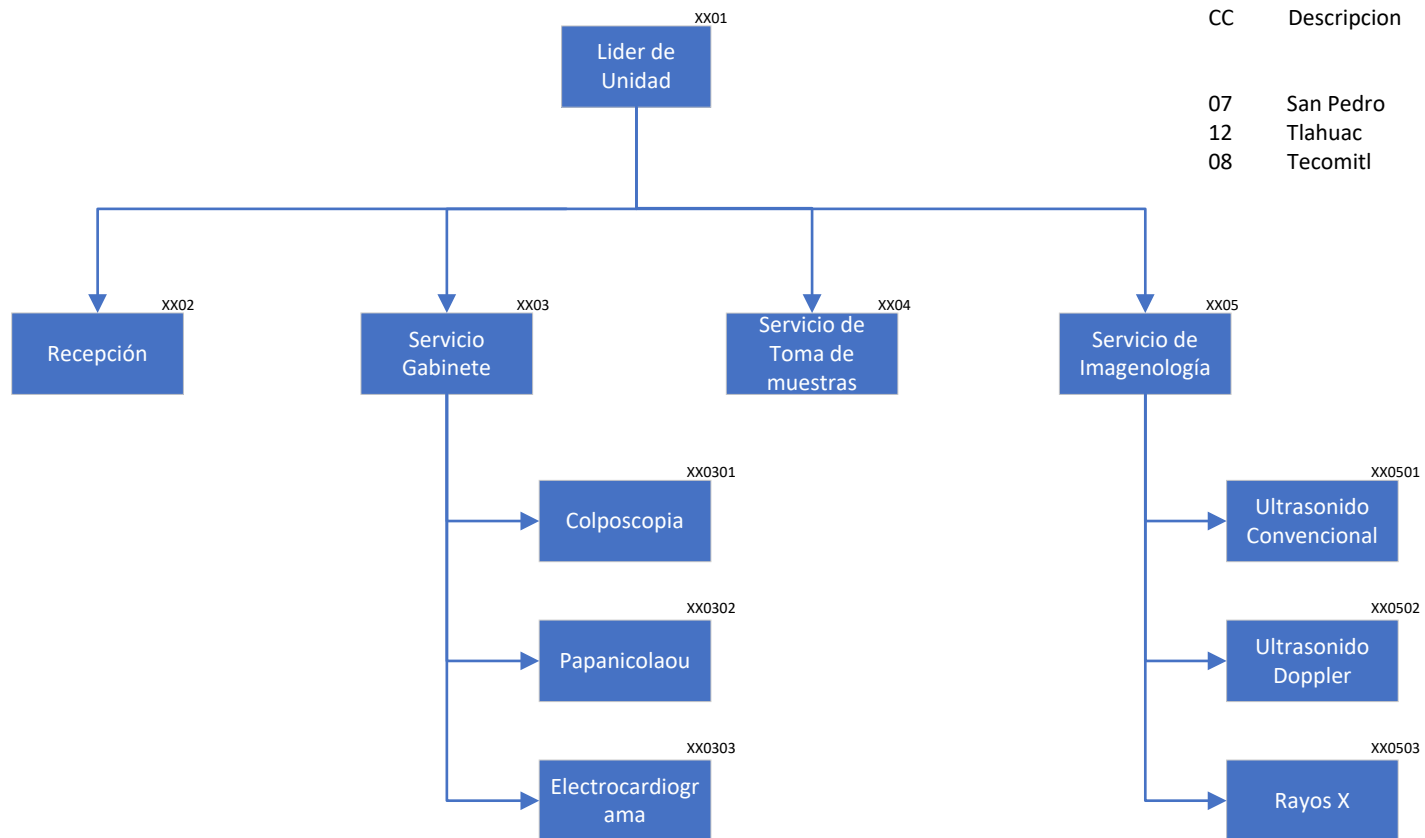 XX01
Lider de
Unidad
CC Descripcion
07 San Pedro
12 Tlahuac
08 Tecomitl
XX02
Recepción
XX03
Servicio
Gabinete
XX04
Servicio de
Toma de
muestras
XX05
Servicio de
Imagenología
XX0301
Colposcopia
XX0302
Papanicolaou
XX0303
Electrocardiogr
ama
XX0501
Ultrasonido
Convencional
XX0502
Ultrasonido
Doppler
XX0503
Rayos X